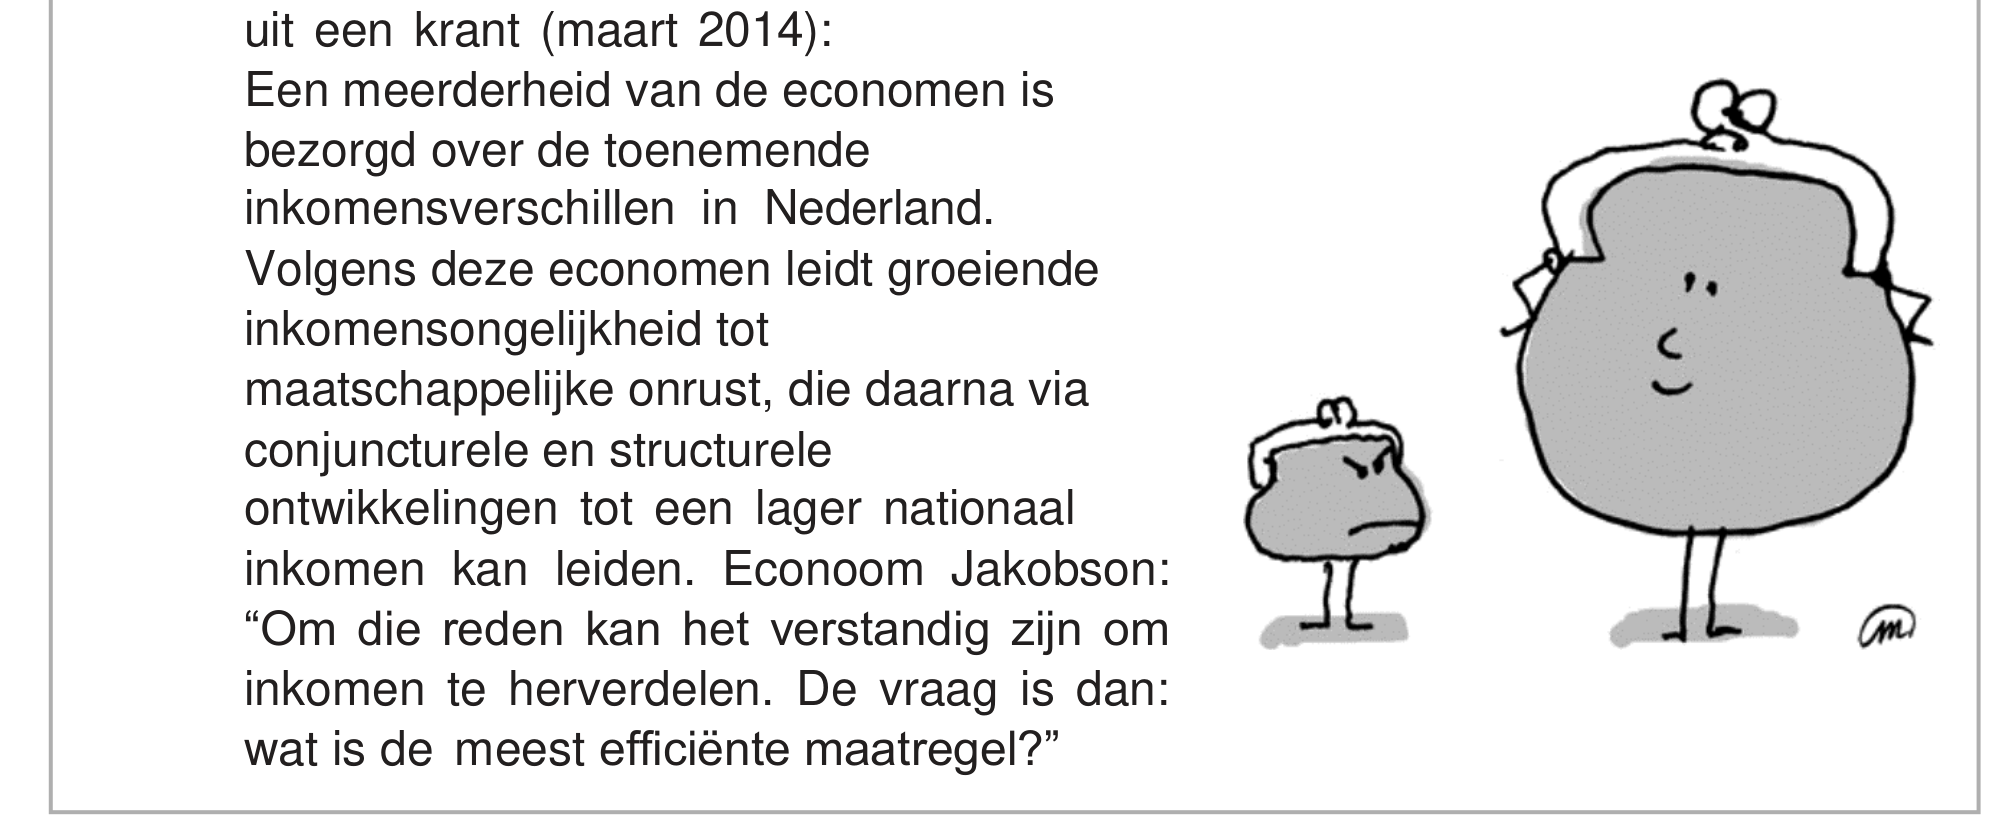 uit een krant (maart 2014):
Een meerderheid van de economen is
bezorgd over de toenemende
inkomensverschillen in Nederland.
Volgens deze economen leidt groeiende
inkomensongelijkheid tot
maatschappelijke onrust, die daarna via
conjuncturele en structurele
ontwikkelingen tot een lager nationaal
inkomen kan leiden. Econoom Jakobson:
“Om die reden kan het verstandig zijn om
inkomen te herverdelen. De vraag is dan:
wat is de meest efficiënte maatregel?”